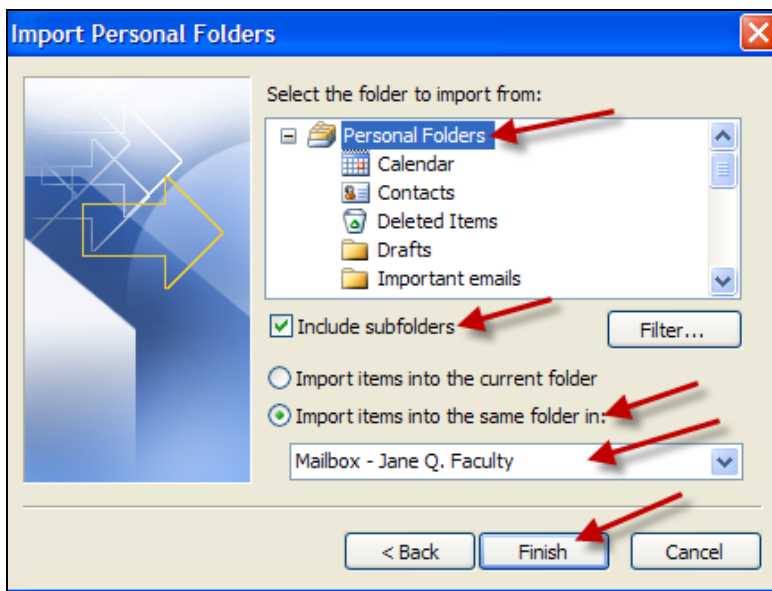 Import Personal Folders
Select the folder to import from:
Personal Folders
Calendar
Contacts
Deleted Items
Drafts
Important emails
Include subfolders
Filter...
Import items into the current folder
Import items into the same folder in:
Mailbox - Jane Q. Faculty
< Back Finish Cancel